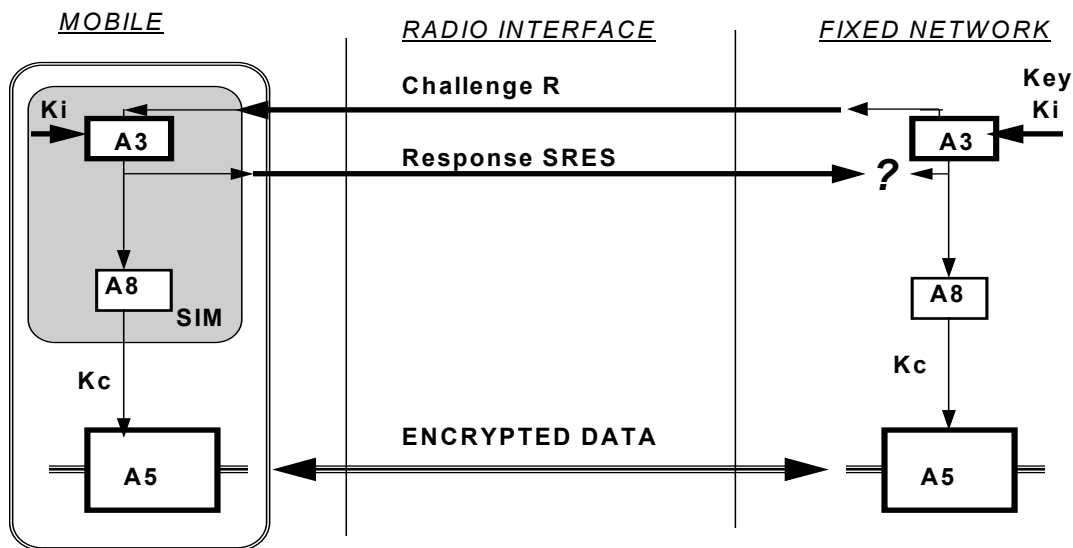 MOBILE
RADIO INTERFACE
FIXED NETWORK
Challenge R
Key
Ki
Ki
A3
A3
Response SRES
?
A8
SIM
A8
Kc
Kc
ENCRYPTED DATA
A5
A5